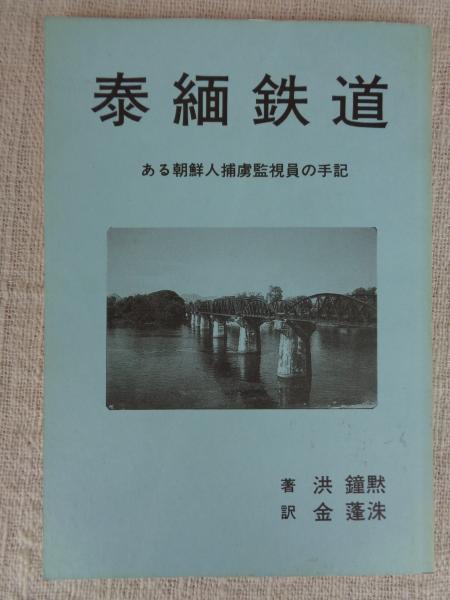 泰緬鉄道
ある朝鮮人捕虜監視員の手記
著 洪 鐘黙
訳 金 蓬洙